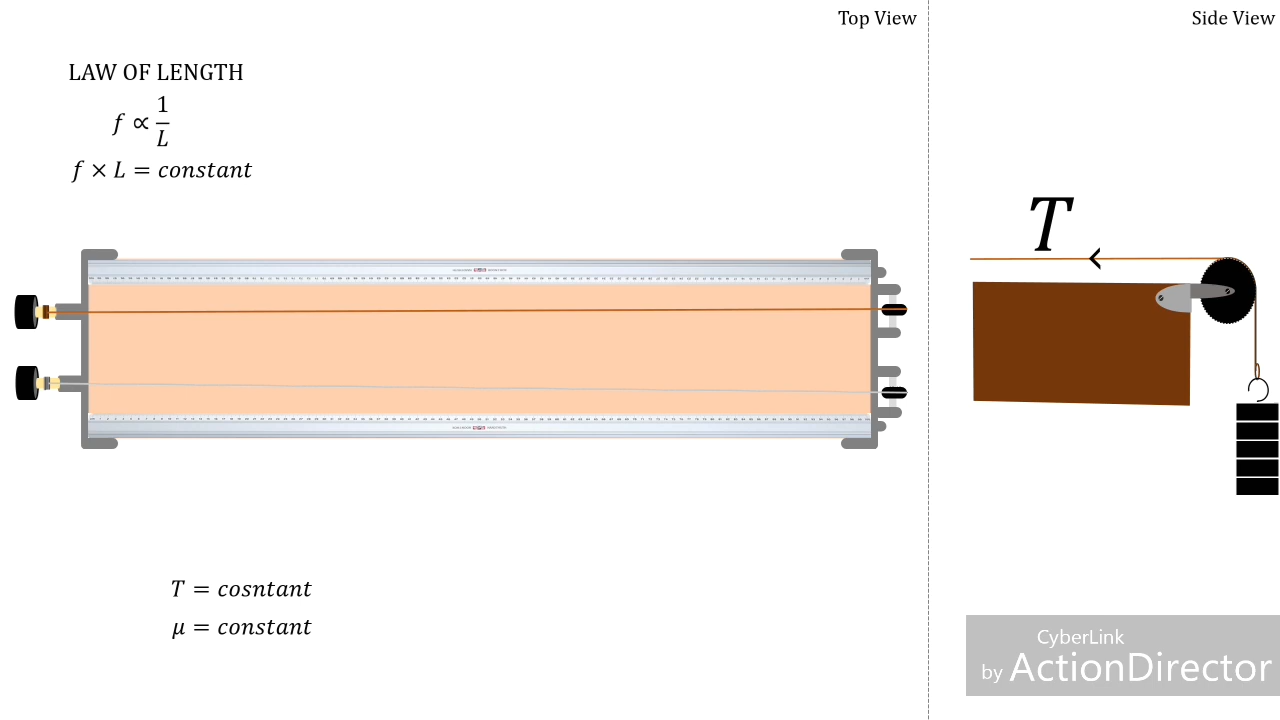 Top View
Side View
LAW OF LENGTH
f ∝ 1/L
f × L = constant
T
T = cosntant
μ = constant
CyberLink
by ActionDirector